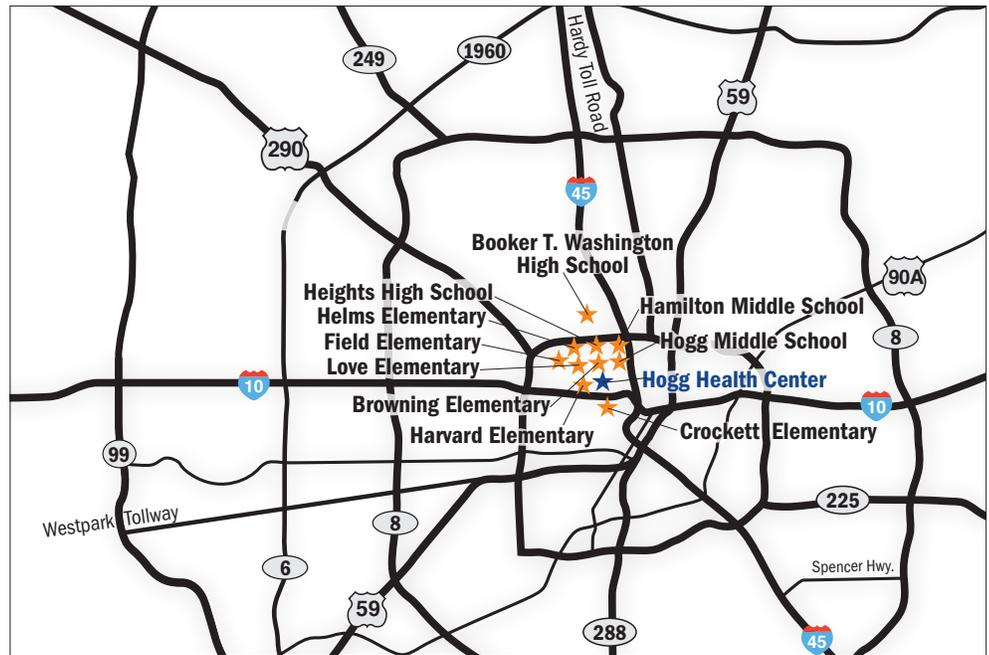 249
1960
Hardy Toll Road
59
290
45
Booker T. Washington
High School
90A
Heights High School
Hamilton Middle School
Helms Elementary
8
Field Elementary
Hogg Middle School
Love Elementary
10
Hogg Health Center
Browning Elementary
10
Harvard Elementary
Crockett Elementary
99
225
Westpark Tollway
8
6
Spencer Hwy.
59
288
45